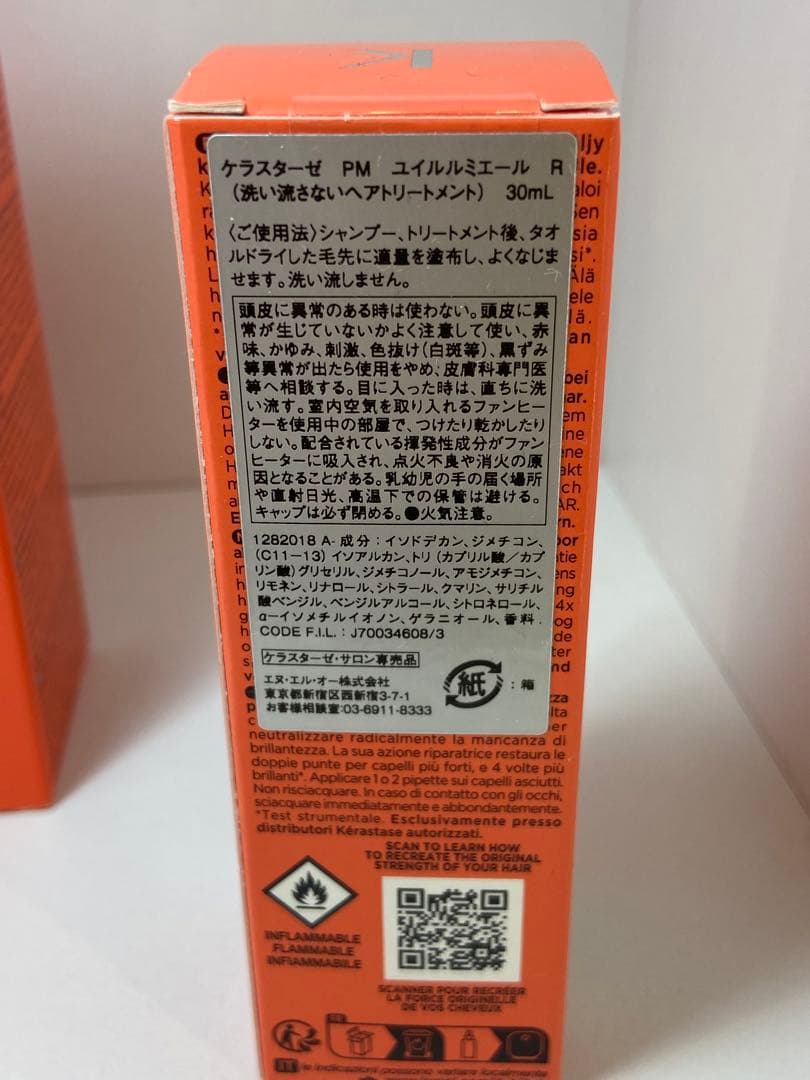 ケラスターゼ PM ユイルルミエール R
(洗い流さないヘアトリートメント) 30mL
〈ご使用法〉シャンプー、トリートメント後、タオ
ルドライした毛先に適量を塗布し、よくなじま
せます。洗い流しません。
頭皮に異常のある時は使わない。頭皮に異
常が生じていないかよく注意して使い、赤
味、かゆみ、刺激、色抜け(白斑等)、黒ずみ
等異常が出たら使用をやめ、皮膚科専門医
等へ相談する。目に入った時は、直ちに洗
い流す。室内空気を取り入れるファンヒー
ターを使用中の部屋で、つけたり乾かしたり
しない。配合されている揮発性成分がファン
ヒーターに吸入され、点火不良や消火の原
因となることがある。乳幼児の手の届く場所
や直射日光、高温下での保管は避ける。
キャップは必ず閉める。●火気注意。
1282018 A- 成分：イソドデカン、ジメチコン、
(C11-13) イソアルカン、トリ (カプリル酸／カプ
リン酸) グリセリル、ジメチコノール、アモジメチコン、
リモネン、リナロール、シトラール、クマリン、サリチル
酸ベンジル、ベンジルアルコール、シトロネロール、
α-イソメチルイオノン、ゲラニオール、香料.
CODE F.I.L. : J70034608/3
ケラスターゼ・サロン専売品
エヌ・エル・オー株式会社
東京都新宿区西新宿3-7-1
お客様相談室:03-6911-8333
紙：箱
neutralizzare radicalmente la mancanza di
brillantezza. La sua azione riparatrice restaura le
doppie punte per capelli più forti, e 4 volte più
brillanti*. Applicare 1 o 2 pipette sui capelli asciutti.
Non risciacquare. In caso di contatto con gli occhi,
sciacquare immediatamente e abbondantemente.
*Test strumentale. Esclusivamente presso
distributori Kérastase autorizzati.
SCAN TO LEARN HOW
TO RECREATE THE ORIGINAL
STRENGTH OF YOUR HAIR
INFLAMMABLE
FLAMMABLE
INFIAMMABILE
SCANNER POUR RECRÉER
LA FORCE ORIGINELLE
DE VOS CHEVEUX
IT le indicazioni possono variare localmente